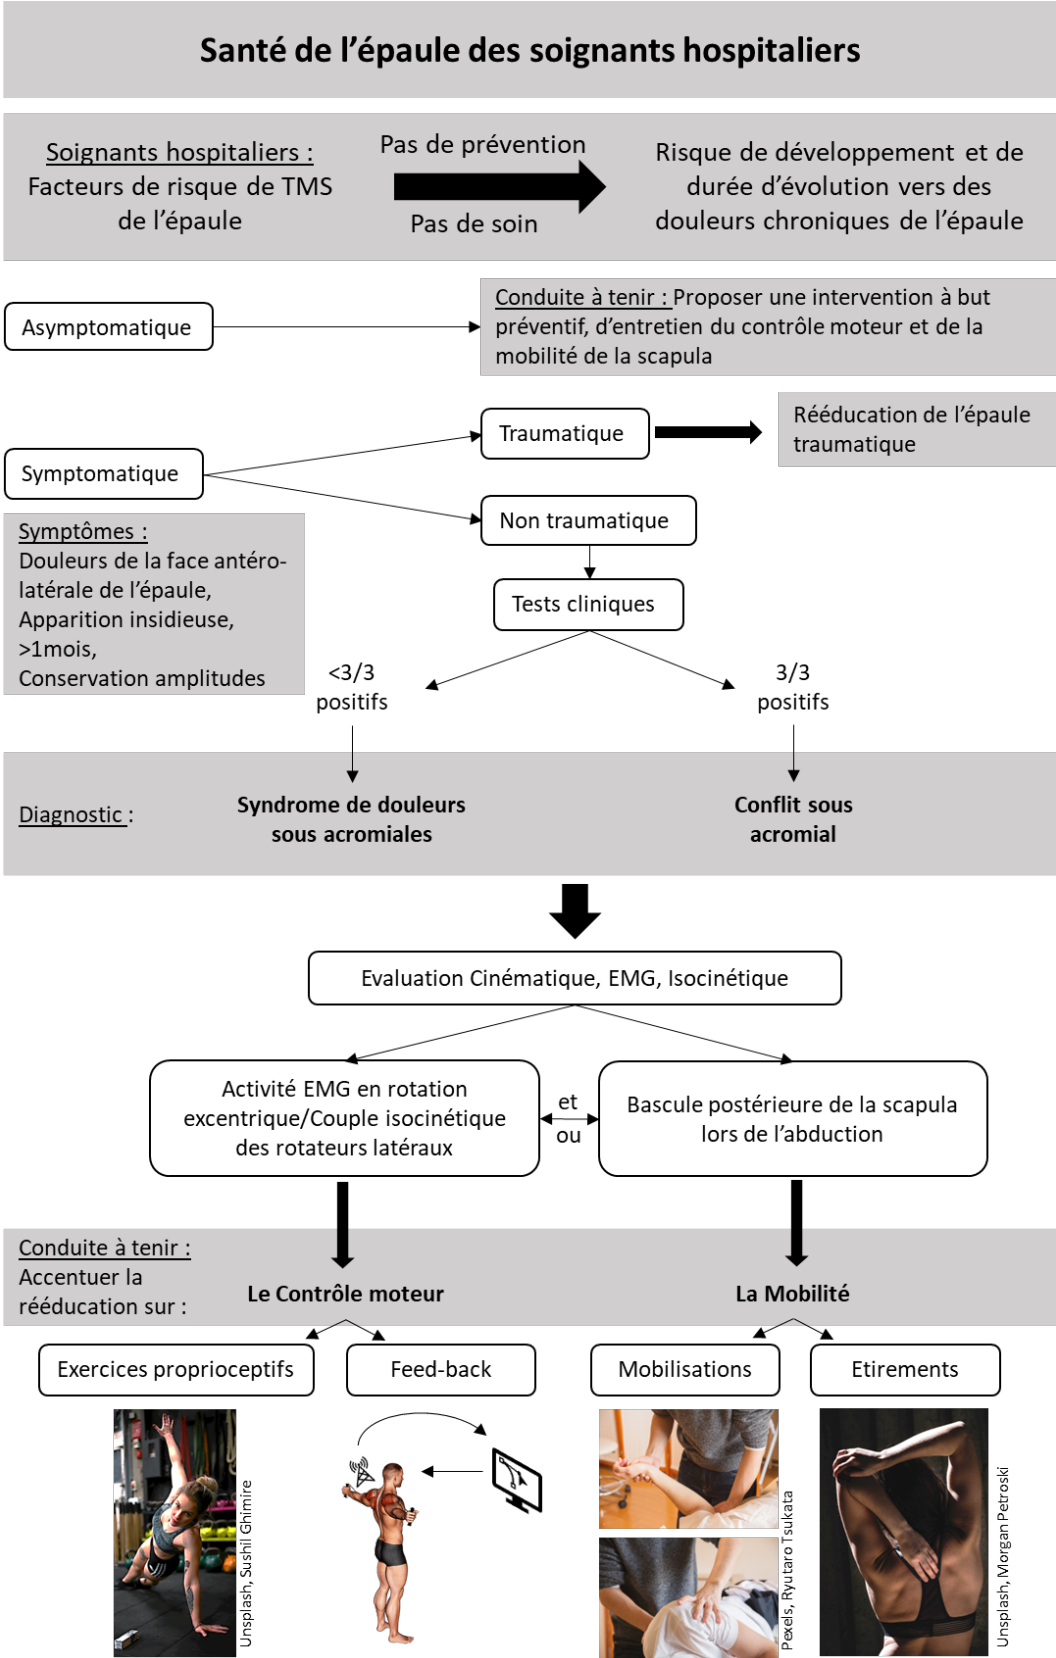 Santé de l'épaule des soignants hospitaliers
Soignants hospitaliers :
Facteurs de risque de TMS
de l'épaule
Pas de prévention
Pas de soin
Risque de développement et de
durée d'évolution vers des
douleurs chroniques de l'épaule
Asymptomatique
Conduite à tenir : Proposer une intervention à but
préventif, d'entretien du contrôle moteur et de la
mobilité de la scapula
Symptomatique
Traumatique
Rééducation de l'épaule
traumatique
Non traumatique
Symptômes :
Douleurs de la face antéro-
latérale de l'épaule,
Apparition insidieuse,
>1mois,
Conservation amplitudes
Tests cliniques
<3/3
positifs
3/3
positifs
Diagnostic :
Syndrome de douleurs
sous acromiales
Conflit sous
acromial
Evaluation Cinématique, EMG, Isocinétique
Activité EMG en rotation
excentrique/Couple isocinétique
des rotateurs latéraux
et
ou
Bascule postérieure de la scapula
lors de l'abduction
Conduite à tenir :
Accentuer la
rééducation sur :
Le Contrôle moteur
La Mobilité
Exercices proprioceptifs
Feed-back
Mobilisations
Etirements
Unsplash, Sushil Ghimire
Pexels, Ryutaro Tsukata
Unsplash, Morgan Petroski